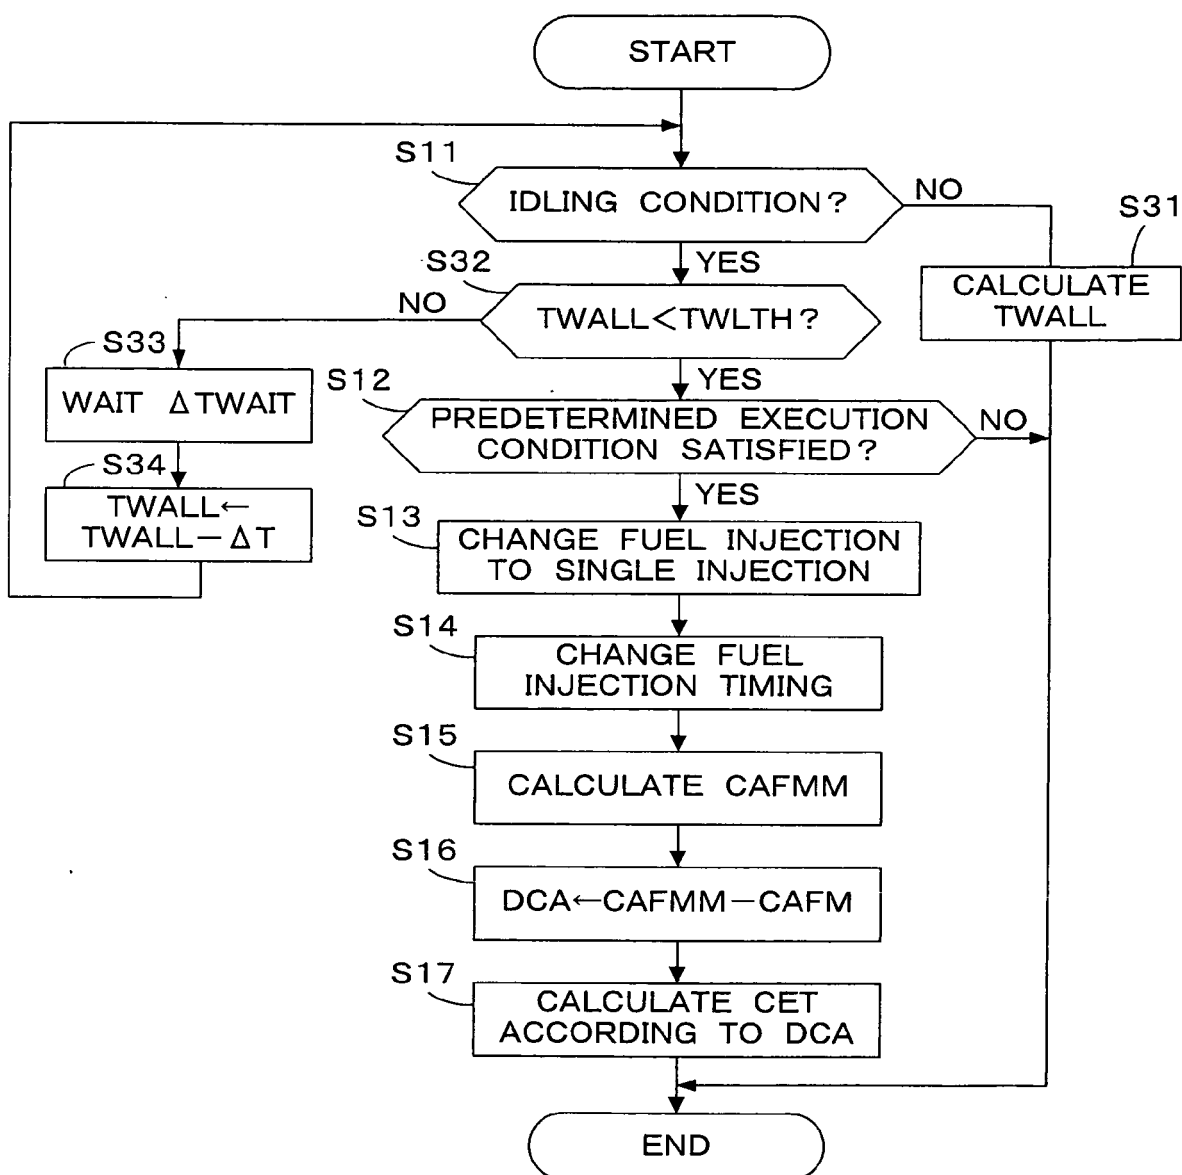 START
S11
IDLING CONDITION?
NO
S31
CALCULATE
TWALL
YES
S32
TWALL<TWLTH?
NO
S33
WAIT ΔTWAIT
S34
TWALL←
TWALL−ΔT
YES
S12
PREDETERMINED EXECUTION
CONDITION SATISFIED?
NO
YES
S13
CHANGE FUEL INJECTION
TO SINGLE INJECTION
S14
CHANGE FUEL
INJECTION TIMING
S15
CALCULATE CAFMM
S16
DCA←CAFMM−CAFM
S17
CALCULATE CET
ACCORDING TO DCA
END